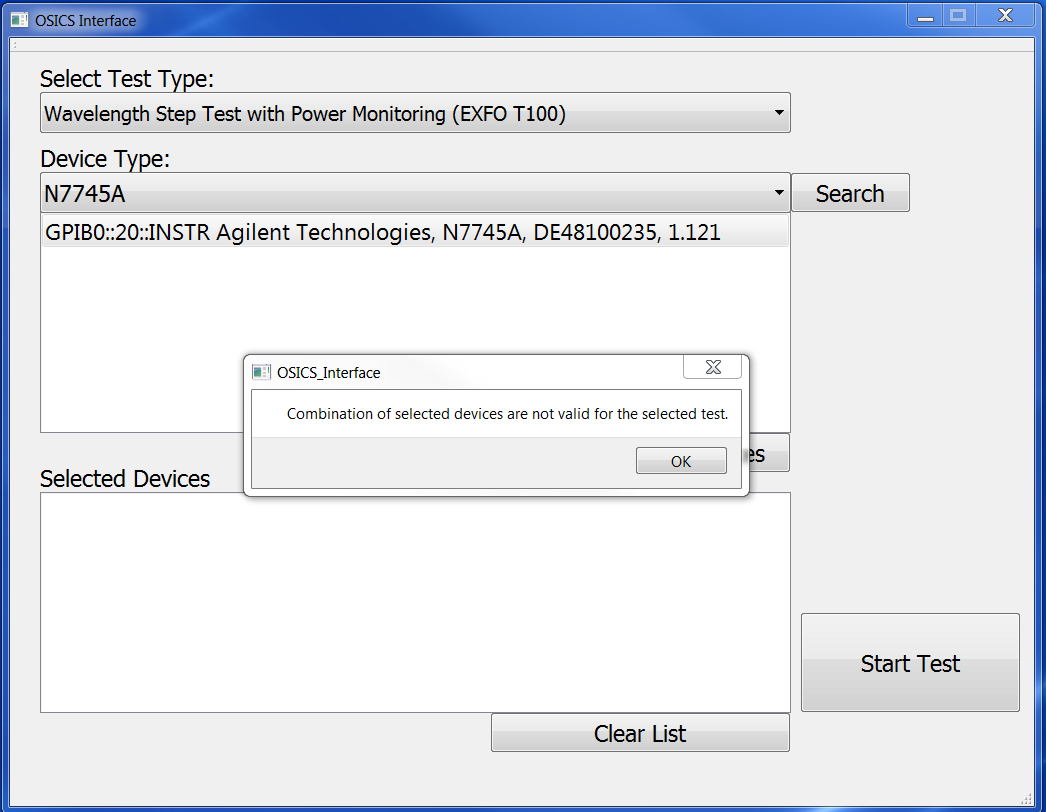 OSICS Interface
Select Test Type:
Wavelength Step Test with Power Monitoring (EXFO T100)
Device Type:
N7745A
Search
GPIB0::20::INSTR Agilent Technologies, N7745A, DE48100235, 1.121
OSICS_Interface
Combination of selected devices are not valid for the selected test.
OK
es
Selected Devices
Start Test
Clear List